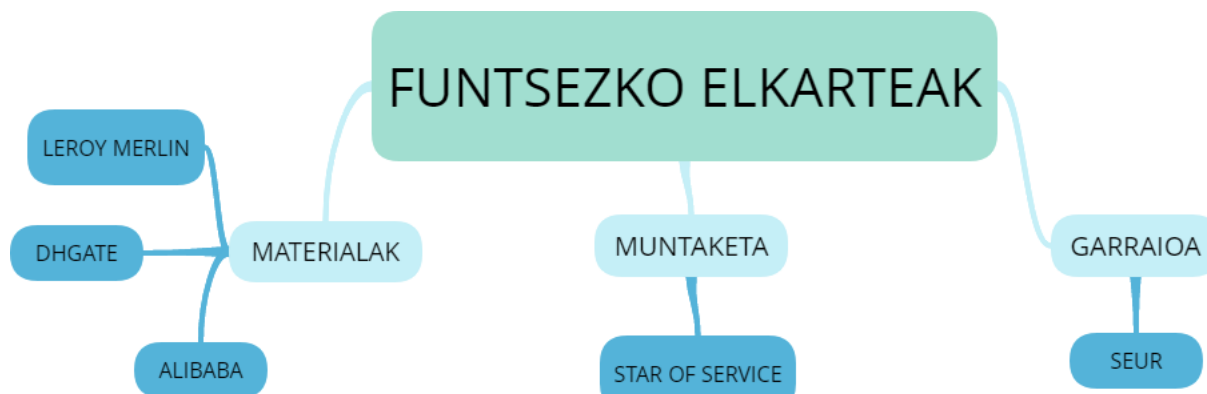 FUNTSEZKO ELKARTEAK
LEROY MERLIN
DHGATE
MATERIALAK
ALIBABA
MUNTAKETA
STAR OF SERVICE
GARRAIOA
SEUR